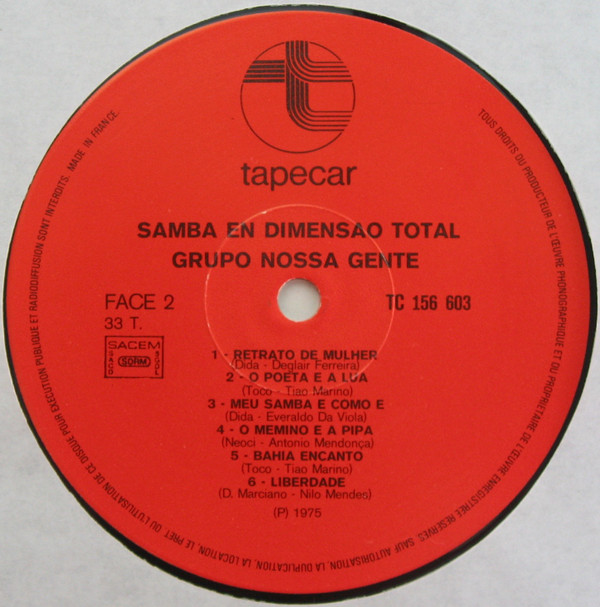 tapecar
SAMBA EN DIMENSAO TOTAL
GRUPO NOSSA GENTE
FACE 2
33 T.
TC 156 603
SACEM
SACD
SDRM
SGDL
1 - RETRATO DE MULHER
(Dida - Deglair Ferreira)
2 - O POETA E A LUA
(Toco - Tiao Marino)
3 - MEU SAMBA E COMO E
(Dida - Everaldo Da Viola)
4 - O MEMINO E A PIPA
(Neoci - Antonio Mendonça)
5 - BAHIA ENCANTO
(Toco - Tiao Marino)
6 - LIBERDADE
(D. Marciano - Nilo Mendes)
(P) 1975
TOUS DROITS DU PRODUCTEUR DE L'ŒUVRE PHONOGRAPHIQUE ET DU PROPRIETAIRE DE L'ŒUVRE ENREGISTREE RESERVES. SAUF AUTORISATION, LA DUPLICATION, LA LOCATION, LE PRET OU L'UTILISATION DE CE DISQUE POUR EXECUTION PUBLIQUE ET RADIODIFFUSION SONT INTERDITS. MADE IN FRANCE.